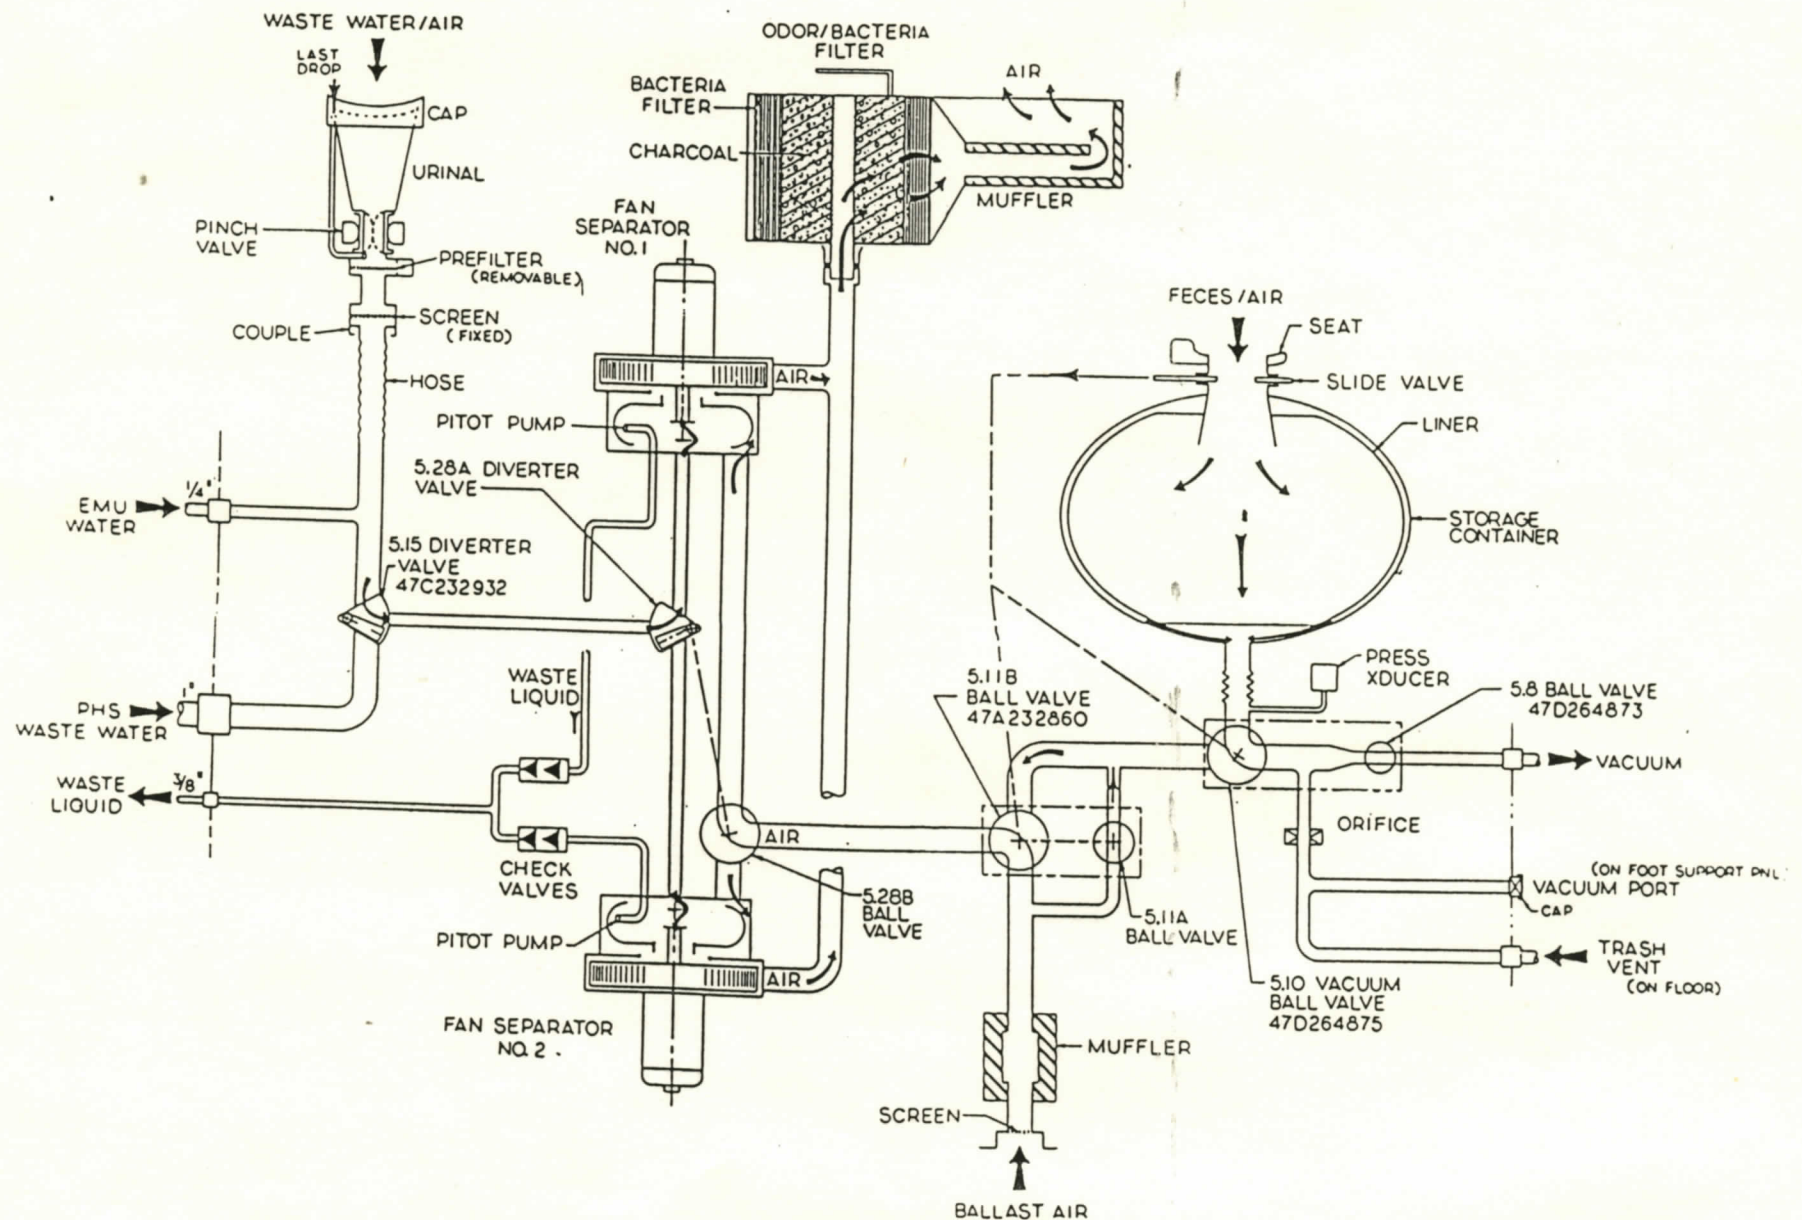 WASTE WATER/AIR
LAST
DROP
CAP
URINAL
PINCH
VALVE
PREFILTER
(REMOVABLE)
SCREEN
(FIXED)
COUPLE
HOSE
1/4"
EMU
WATER
5.15 DIVERTER
VALVE
47C232932
1"
PHS
WASTE WATER
3/8"
WASTE
LIQUID
ODOR/BACTERIA
FILTER
BACTERIA
FILTER
CHARCOAL
AIR
MUFFLER
FAN
SEPARATOR
NO.1
AIR
PITOT PUMP
5.28A DIVERTER
VALVE
WASTE
LIQUID
CHECK
VALVES
AIR
5.28B
BALL
VALVE
PITOT PUMP
AIR
FAN SEPARATOR
NO.2
FECES/AIR
SEAT
SLIDE VALVE
LINER
STORAGE
CONTAINER
PRESS
XDUCER
5.11B
BALL VALVE
47A232860
5.8 BALL VALVE
47D264873
VACUUM
ORIFICE
(ON FOOT SUPPORT PNL.
VACUUM PORT
CAP
5.11A
BALL VALVE
TRASH
VENT
(ON FLOOR)
5.10 VACUUM
BALL VALVE
47D264875
MUFFLER
SCREEN
BALLAST AIR